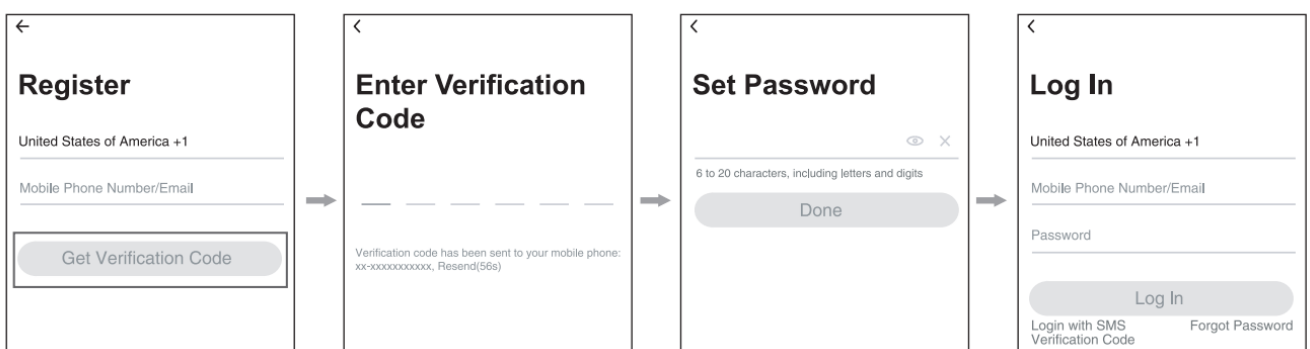 Register
United States of America +1
Mobile Phone Number/Email
Get Verification Code
Enter Verification
Code
Verification code has been sent to your mobile phone:
xx-xxxxxxxxxxx, Resend(56s)
Set Password
6 to 20 characters, including letters and digits
Done
Log In
United States of America +1
Mobile Phone Number/Email
Password
Log In
Login with SMS
Verification Code
Forgot Password